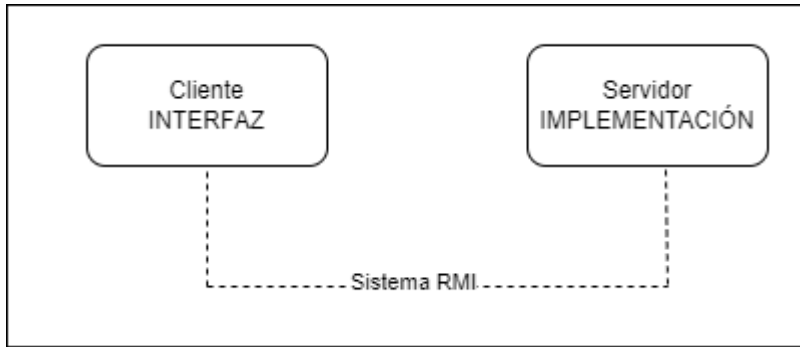 Cliente
INTERFAZ
Servidor
IMPLEMENTACIÓN
Sistema RMI